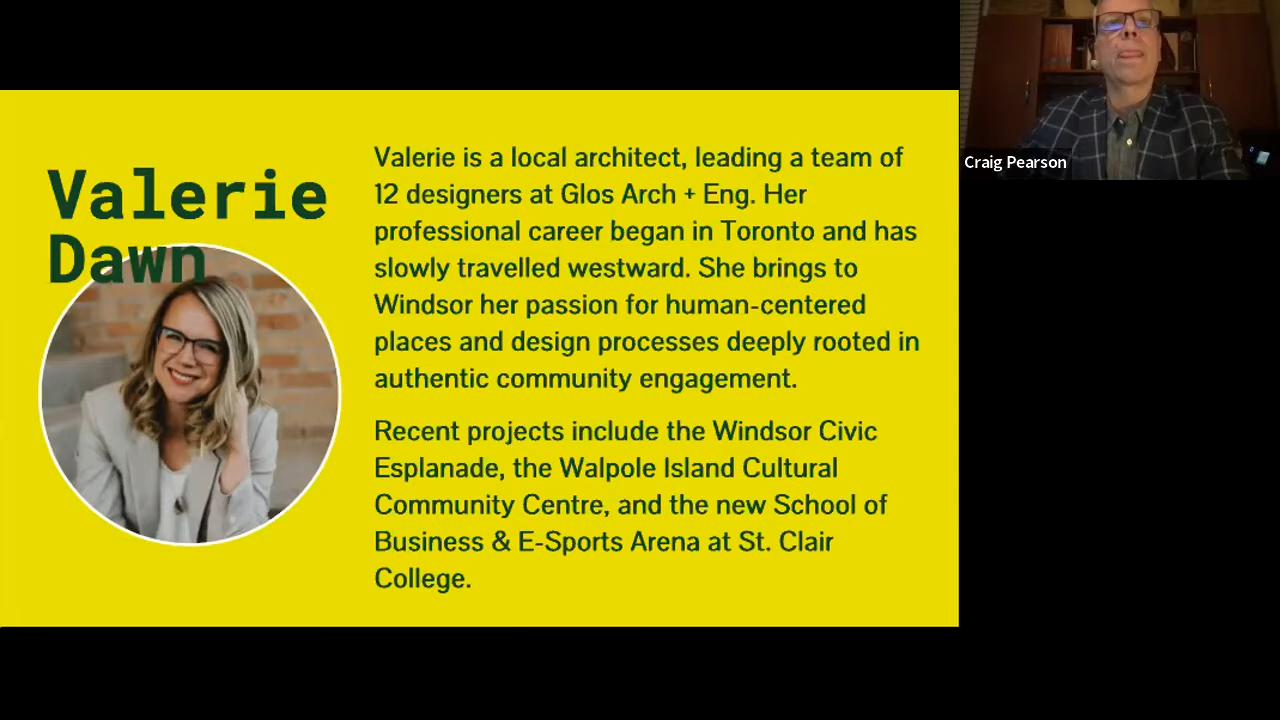 Valerie
Dawn
Valerie is a local architect, leading a team of
12 designers at Glos Arch + Eng. Her
professional career began in Toronto and has
slowly travelled westward. She brings to
Windsor her passion for human-centered
places and design processes deeply rooted in
authentic community engagement.
Recent projects include the Windsor Civic
Esplanade, the Walpole Island Cultural
Community Centre, and the new School of
Business & E-Sports Arena at St. Clair
College.
Craig Pearson